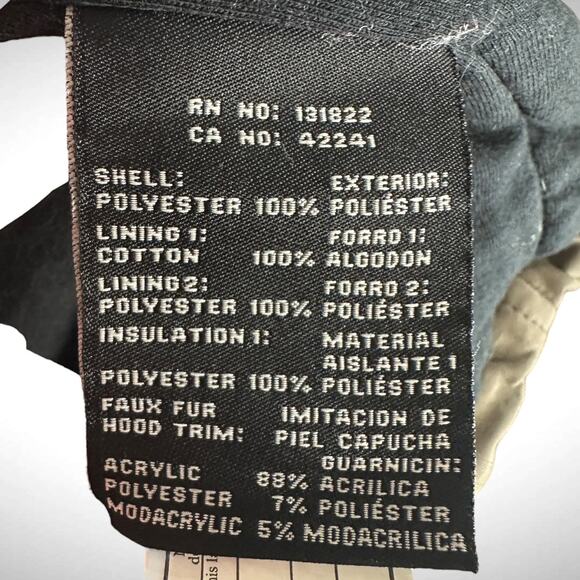 RN NO: 131822
CA NO: 42241
SHELL: EXTERIOR:
POLYESTER 100% POLIÉSTER
LINING 1: FORRO 1:
COTTON 100% ALGODON
LINING 2: FORRO 2:
POLYESTER 100% POLIÉSTER
INSULATION 1: MATERIAL
AISLANTE 1
POLYESTER 100% POLIÉSTER
FAUX FUR IMITACION DE
HOOD TRIM: PIEL CAPUCHA
GUARNICIN:
ACRYLIC 88% ACRILICA
POLYESTER 7% POLIÉSTER
MODACRYLIC 5% MODACRILICA